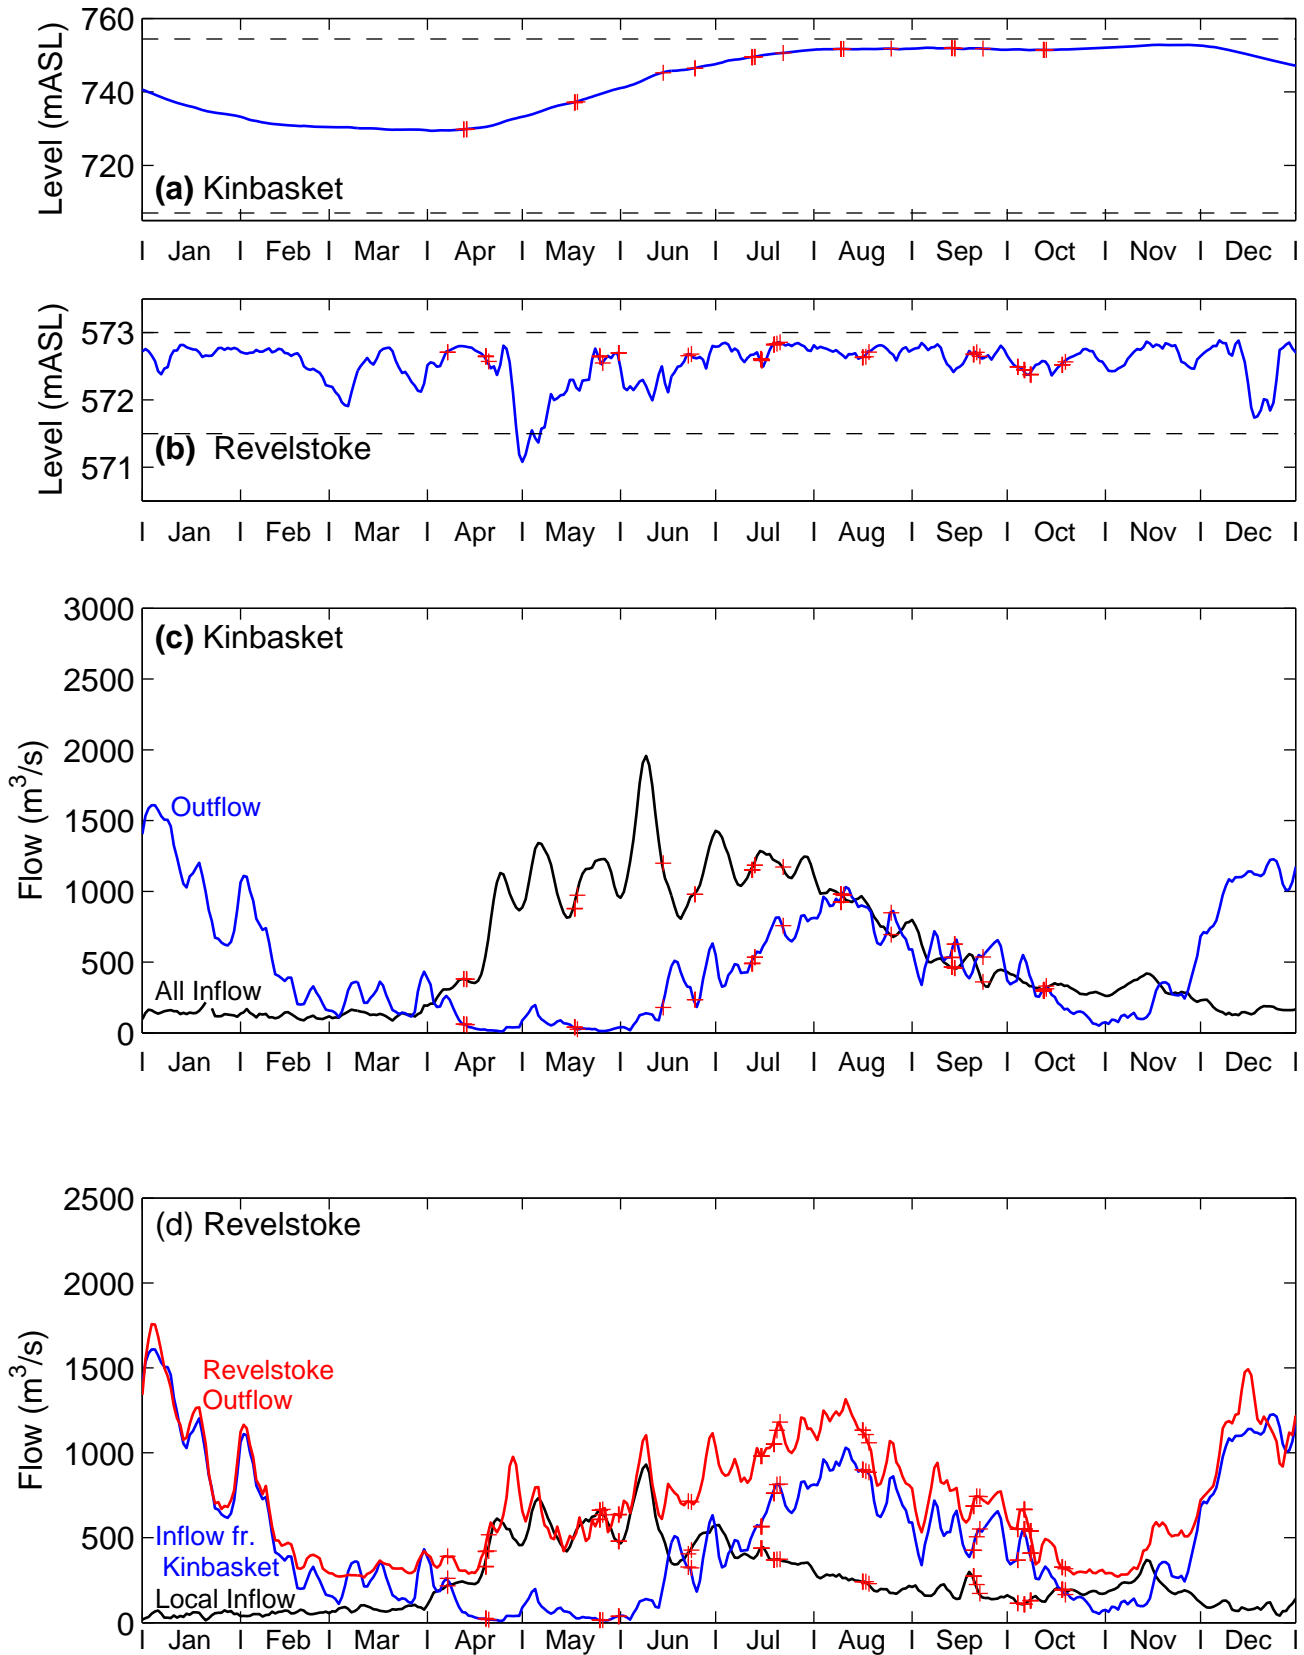 760
740
720
Level (mASL)
(a) Kinbasket
I Jan I Feb I Mar I Apr I May I Jun I Jul I Aug I Sep I Oct I Nov I Dec I
573
572
571
Level (mASL)
(b) Revelstoke
I Jan I Feb I Mar I Apr I May I Jun I Jul I Aug I Sep I Oct I Nov I Dec I
3000
2500
2000
1500
1000
500
0
Flow (m³/s)
(c) Kinbasket
Outflow
All Inflow
I Jan I Feb I Mar I Apr I May I Jun I Jul I Aug I Sep I Oct I Nov I Dec I
2500
2000
1500
1000
500
0
Flow (m³/s)
(d) Revelstoke
Revelstoke
Outflow
Inflow fr.
Kinbasket
Local Inflow
I Jan I Feb I Mar I Apr I May I Jun I Jul I Aug I Sep I Oct I Nov I Dec I